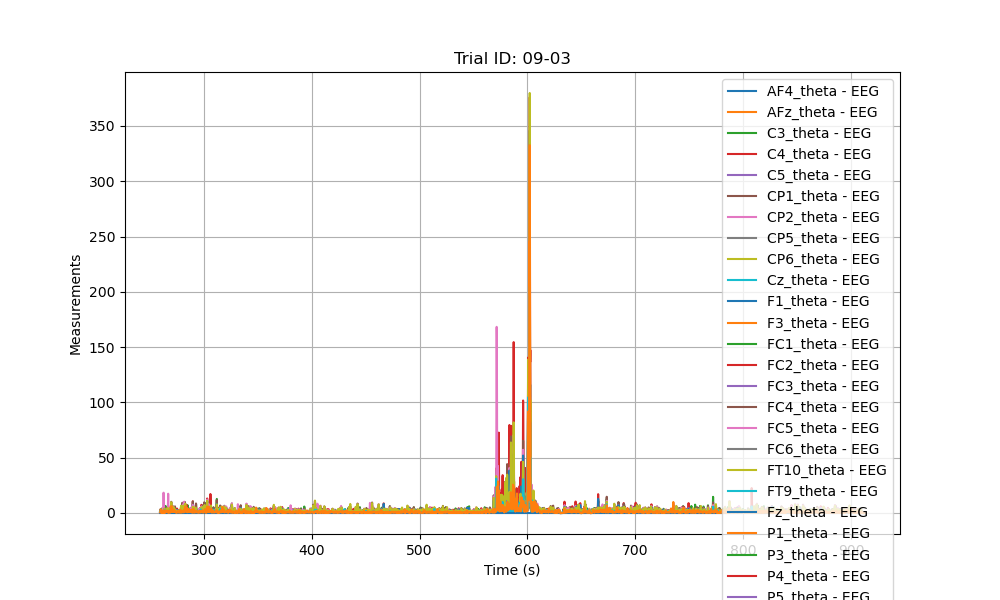 Trial ID: 09-03
350
300
250
200
150
100
50
0
Measurements
300
400
500
600
700
800
900
Time (s)
AF4_theta - EEG
AFz_theta - EEG
C3_theta - EEG
C4_theta - EEG
C5_theta - EEG
CP1_theta - EEG
CP2_theta - EEG
CP5_theta - EEG
CP6_theta - EEG
Cz_theta - EEG
F1_theta - EEG
F3_theta - EEG
FC1_theta - EEG
FC2_theta - EEG
FC3_theta - EEG
FC4_theta - EEG
FC5_theta - EEG
FC6_theta - EEG
FT10_theta - EEG
FT9_theta - EEG
Fz_theta - EEG
P1_theta - EEG
P3_theta - EEG
P4_theta - EEG
P5_theta - EEG